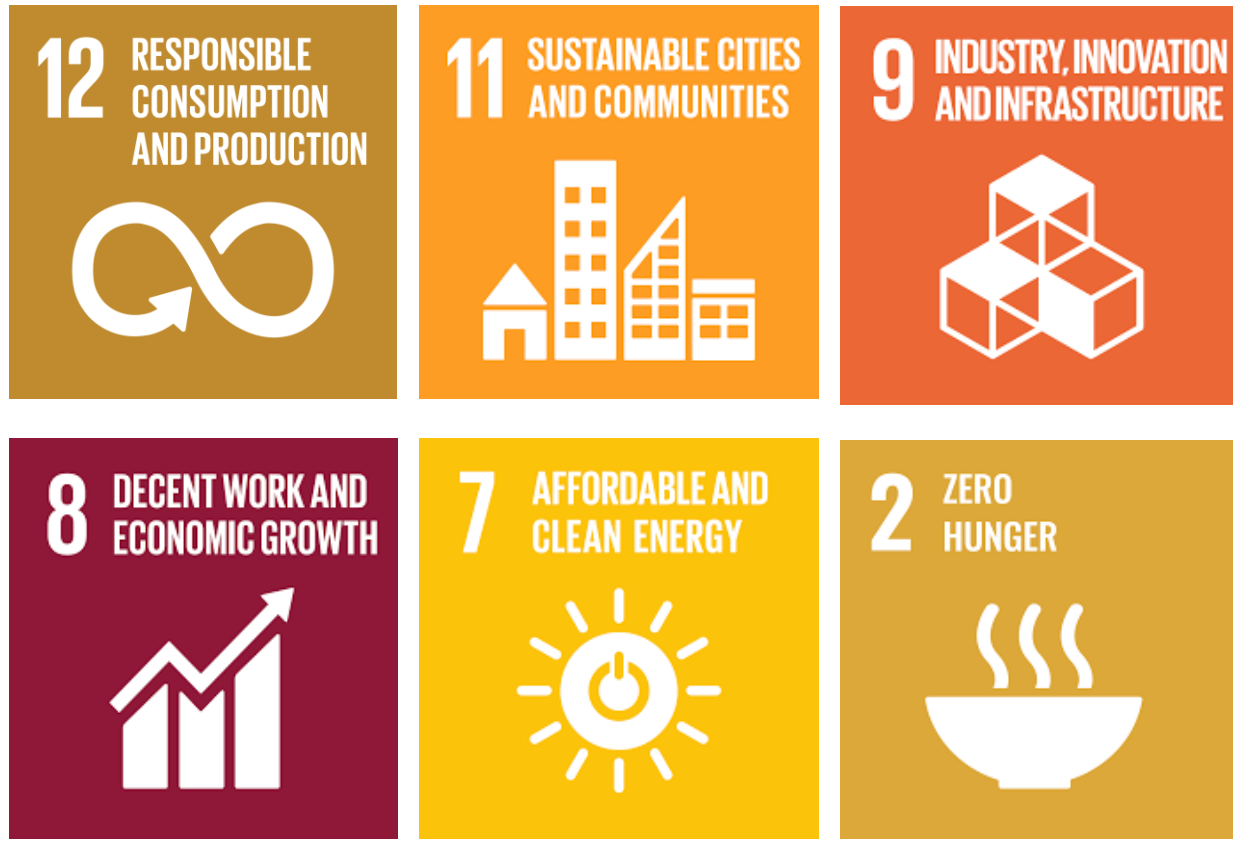 12 RESPONSIBLE
CONSUMPTION
AND PRODUCTION
11 SUSTAINABLE CITIES
AND COMMUNITIES
9 INDUSTRY, INNOVATION
AND INFRASTRUCTURE
8 DECENT WORK AND
ECONOMIC GROWTH
7 AFFORDABLE AND
CLEAN ENERGY
2 ZERO
HUNGER